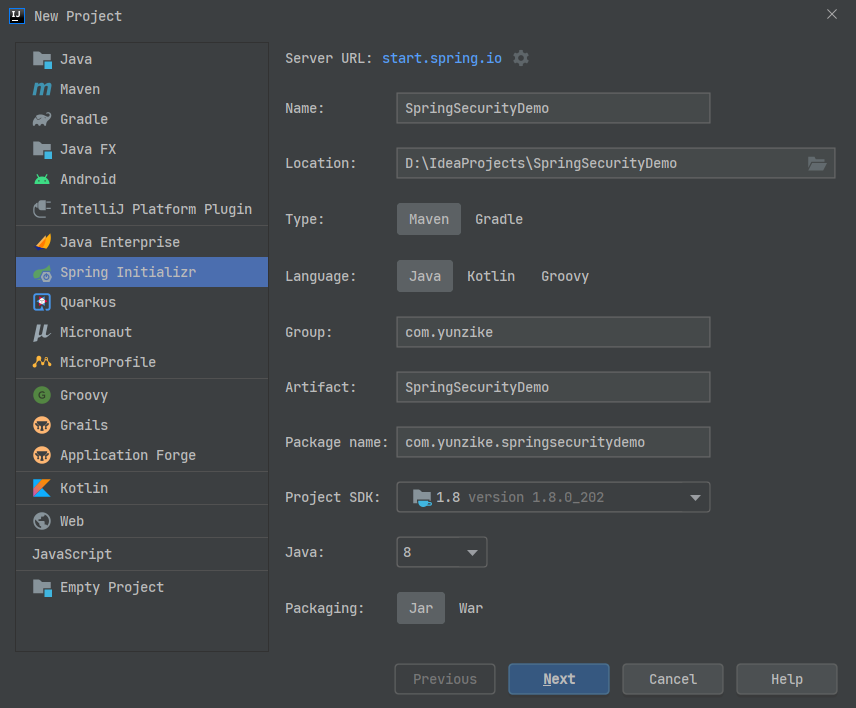 New Project
Java
Maven
Gradle
Java FX
Android
IntelliJ Platform Plugin
Java Enterprise
Spring Initializr
Quarkus
Micronaut
MicroProfile
Groovy
Grails
Application Forge
Kotlin
Web
JavaScript
Empty Project
Server URL: start.spring.io
Name: SpringSecurityDemo
Location: D:\IdeaProjects\SpringSecurityDemo
Type: Maven Gradle
Language: Java Kotlin Groovy
Group: com.yunzike
Artifact: SpringSecurityDemo
Package name: com.yunzike.springsecuritydemo
Project SDK: 1.8 version 1.8.0_202
Java: 8
Packaging: Jar War
Previous Next Cancel Help